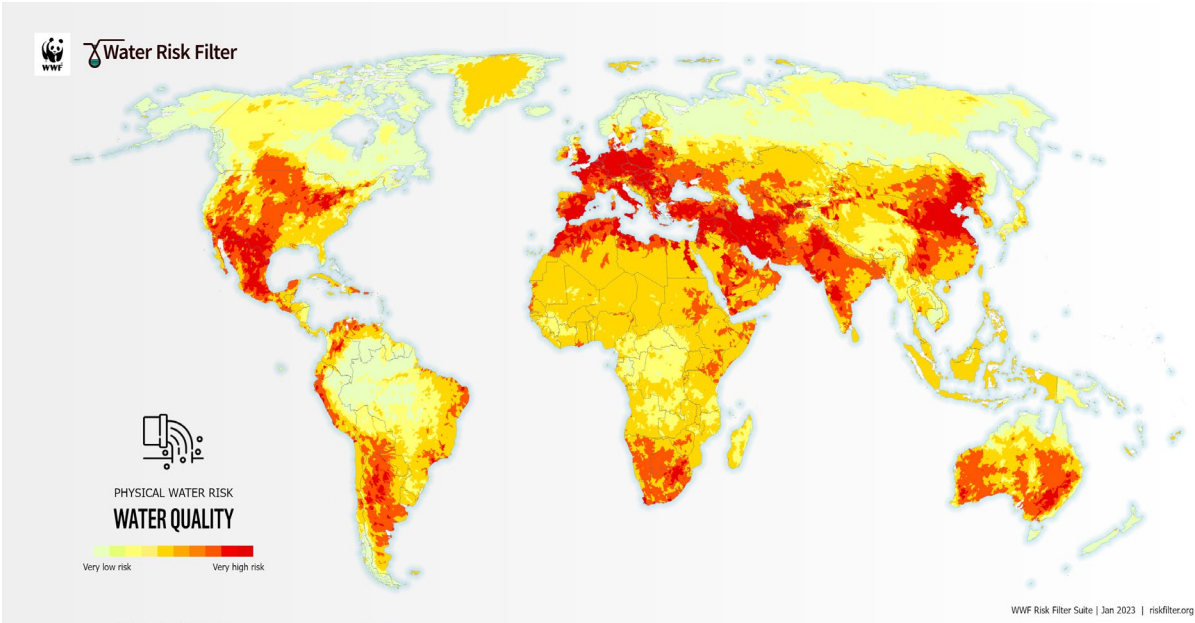 WWF
Water Risk Filter
PHYSICAL WATER RISK
WATER QUALITY
Very low risk
Very high risk
WWF Risk Filter Suite | Jan 2023 | riskfilter.org